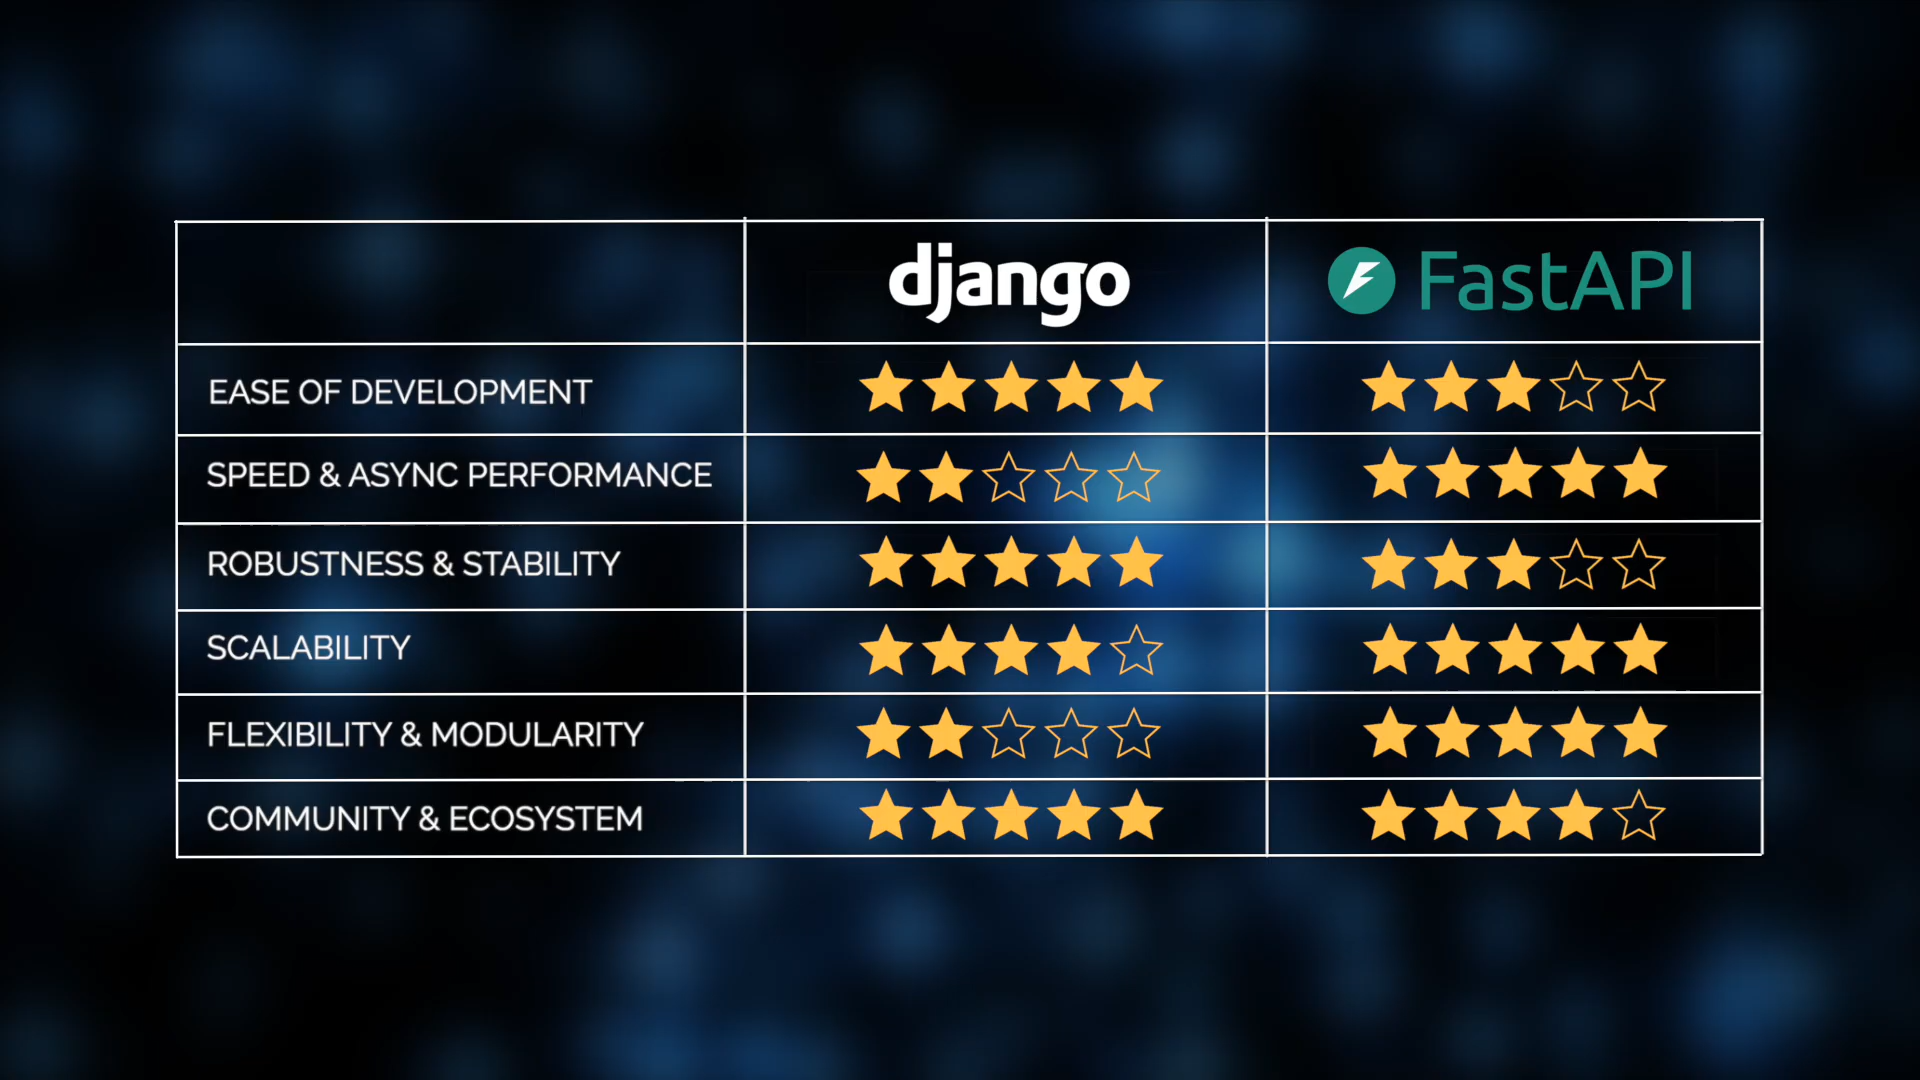 django
FastAPI
EASE OF DEVELOPMENT
SPEED & ASYNC PERFORMANCE
ROBUSTNESS & STABILITY
SCALABILITY
FLEXIBILITY & MODULARITY
COMMUNITY & ECOSYSTEM